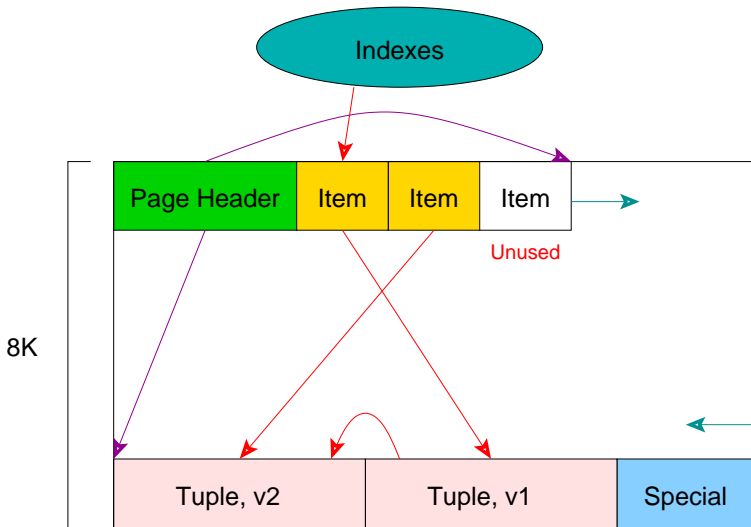 Indexes
Page Header
Item
Item
Item
Unused
8K
Tuple, v2
Tuple, v1
Special